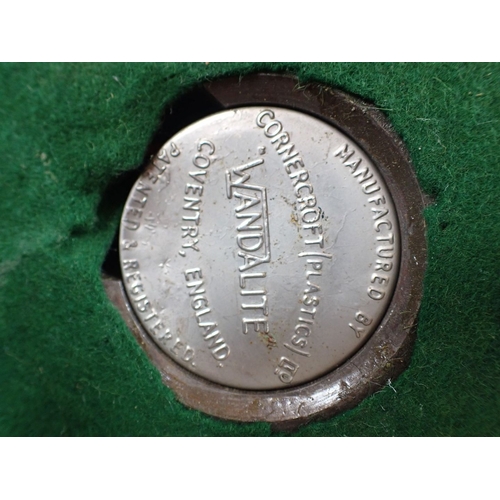 MANUFACTURED BY
CORNERCROFT (PLASTICS) LTD
"WANDALITE"
COVENTRY, ENGLAND.
PATENTED & REGISTERED.